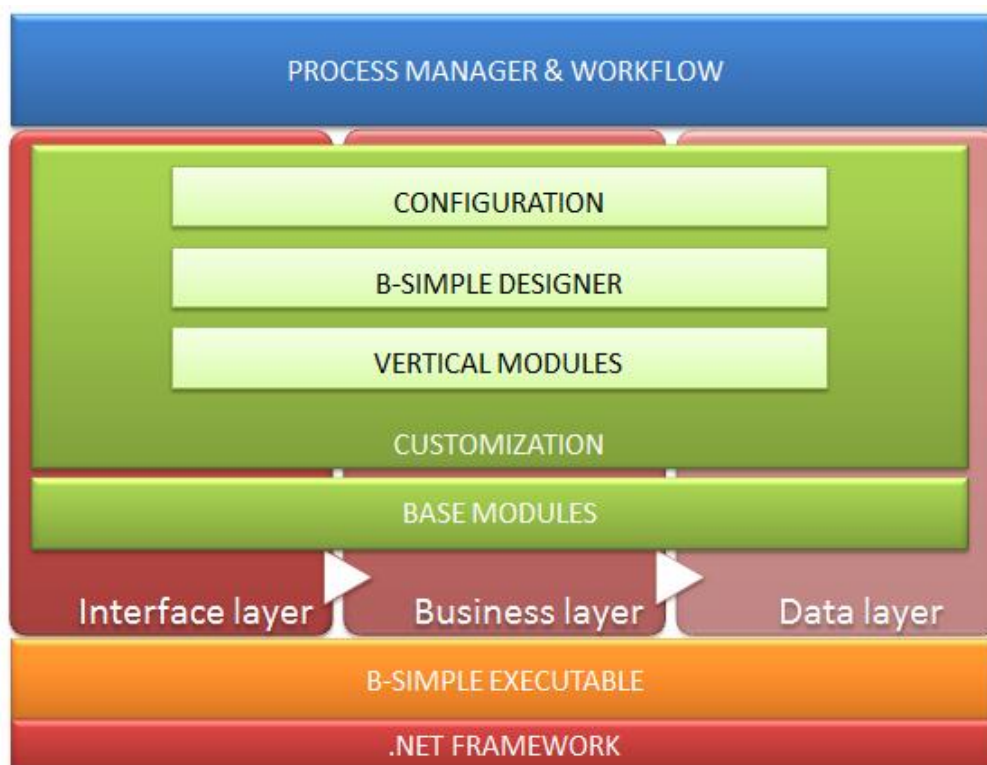 PROCESS MANAGER & WORKFLOW
CONFIGURATION
B-SIMPLE DESIGNER
VERTICAL MODULES
CUSTOMIZATION
BASE MODULES
Interface layer
Business layer
Data layer
B-SIMPLE EXECUTABLE
.NET FRAMEWORK